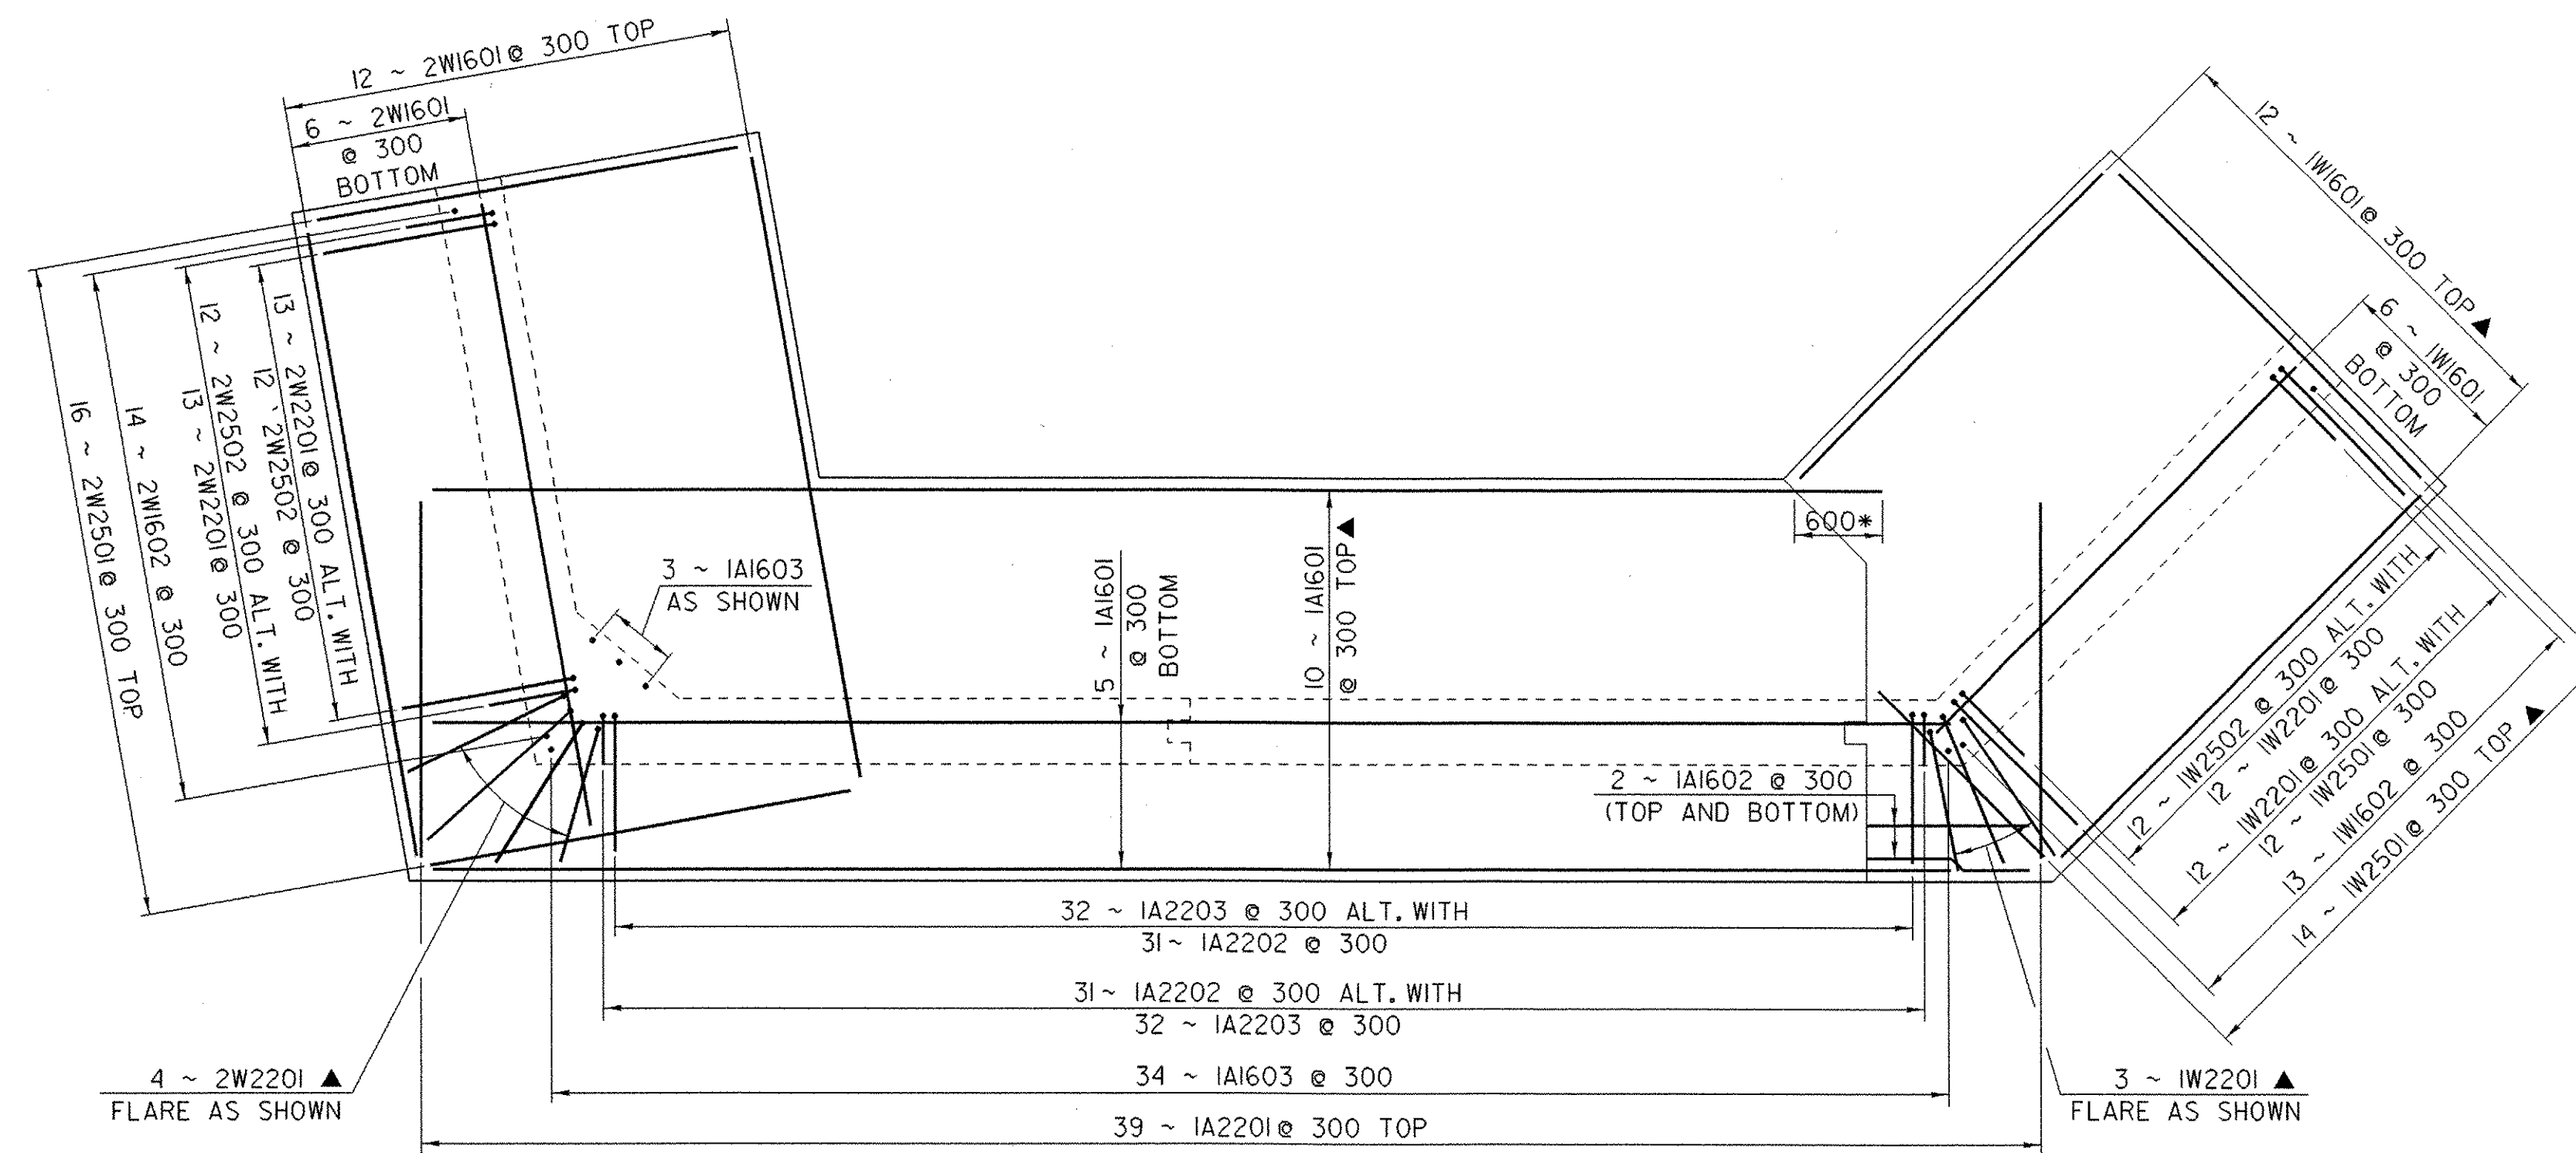 12 ~ 2W1601 @ 300 TOP
6 ~ 2W1601
@ 300
BOTTOM
13 ~ 2W2201 @ 300 ALT. WITH
12 ~ 2W2502 @ 300
12 ~ 2W2502 @ 300 ALT. WITH
13 ~ 2W2201 @ 300
14 ~ 2W1602 @ 300
16 ~ 2W2501 @ 300 TOP
3 ~ 1A1603
AS SHOWN
5 ~ 1A1601
@ 300
BOTTOM
10 ~ 1A1601
@ 300 TOP▲
600*
12 ~ 1W1601 @ 300 TOP▲
6 ~ 1W1601
@ 300
BOTTOM
2 ~ 1A1602 @ 300
(TOP AND BOTTOM)
12 ~ 1W2502 @ 300 ALT. WITH
12 ~ 1W2201 @ 300
12 ~ 1W2201 @ 300 ALT. WITH
12 ~ 1W2501 @ 300
13 ~ 1W1602 @ 300
14 ~ 1W2501 @ 300 TOP ▲
32 ~ 1A2203 @ 300 ALT. WITH
31 ~ 1A2202 @ 300
31 ~ 1A2202 @ 300 ALT. WITH
32 ~ 1A2203 @ 300
34 ~ 1A1603 @ 300
39 ~ 1A2201 @ 300 TOP
4 ~ 2W2201 ▲
FLARE AS SHOWN
3 ~ 1W2201 ▲
FLARE AS SHOWN